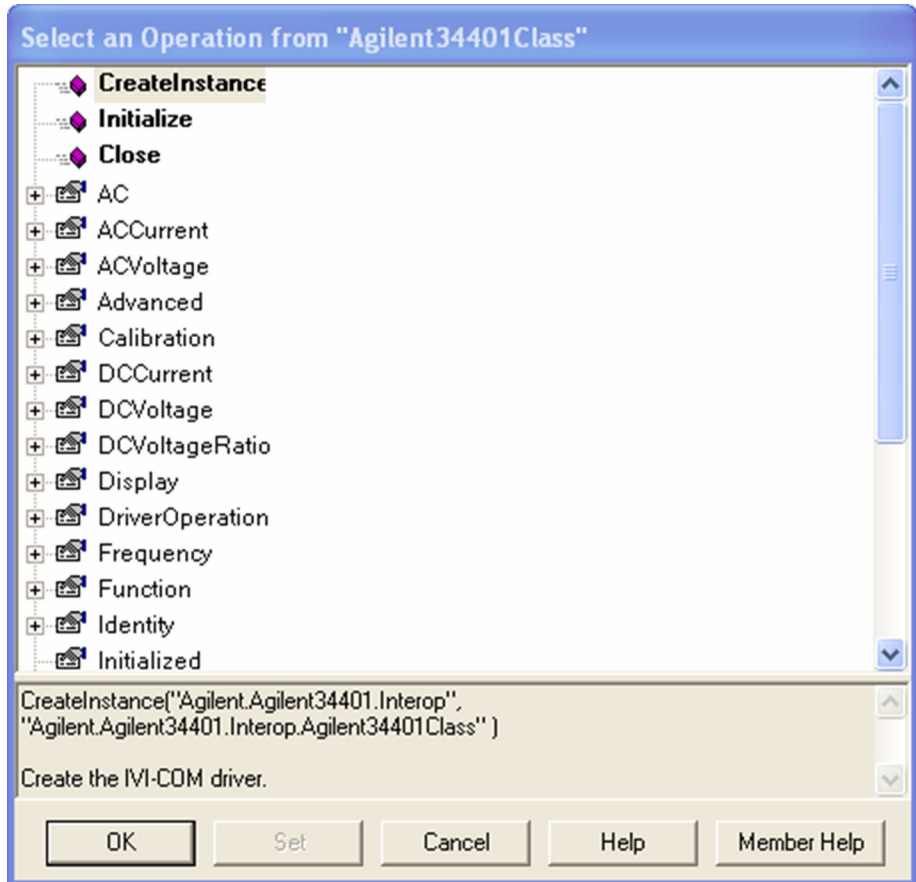 Select an Operation from "Agilent34401Class"
CreateInstance
Initialize
Close
AC
ACCurrent
ACVoltage
Advanced
Calibration
DCCurrent
DCVoltage
DCVoltageRatio
Display
DriverOperation
Frequency
Function
Identity
Initialized
CreateInstance("Agilent.Agilent34401.Interop",
"Agilent.Agilent34401.Interop.Agilent34401Class" )
Create the IVI-COM driver.
OK Set Cancel Help Member Help